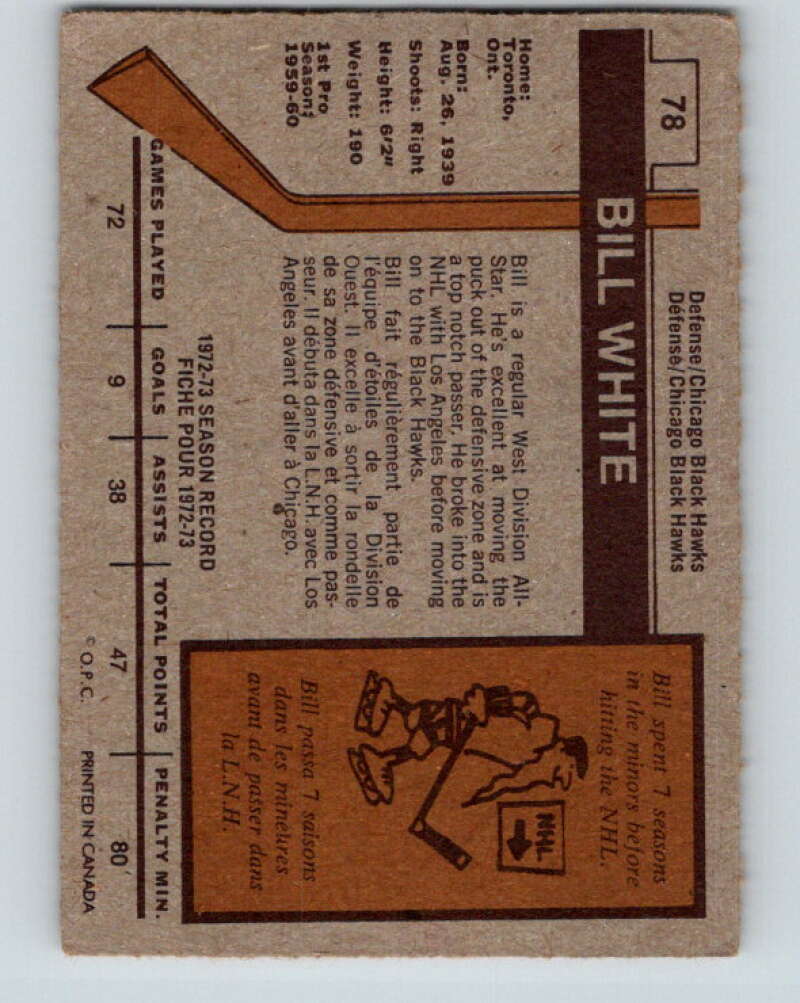 78
Defense/Chicago Black Hawks
Défense/Chicago Black Hawks
BILL WHITE
Home:
Toronto,
Ont.
Born:
Aug. 26, 1939
Shoots: Right
Height: 6'2"
Weight: 190
1st Pro
Season:
1959-60
Bill is a regular West Division All-
Star. He's excellent at moving the
puck out of the defensive zone and is
a top notch passer. He broke into the
NHL with Los Angeles before moving
on to the Black Hawks.
Bill fait régulièrement partie de
l'équipe d'étoiles de la Division
Ouest. Il excelle à sortir la rondelle
de sa zone défensive et comme pas-
seur. Il débuta dans la L.N.H. avec Los
Angeles avant d'aller à Chicago.
Bill spent 7 seasons
in the minors before
hitting the NHL.
NHL
Bill passa 7 saisons
dans les mineures
avant de passer dans
la L.N.H.
1972-73 SEASON RECORD
FICHE POUR 1972-73
GAMES PLAYED GOALS ASSISTS TOTAL POINTS PENALTY MIN.
72 9 38 47 80
© O.P.C. PRINTED IN CANADA